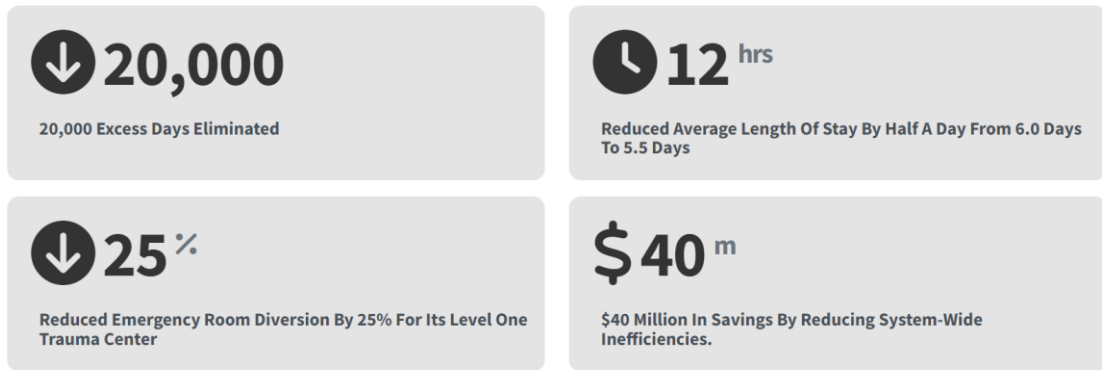 20,000
20,000 Excess Days Eliminated
12 hrs
Reduced Average Length Of Stay By Half A Day From 6.0 Days
To 5.5 Days
25 %
Reduced Emergency Room Diversion By 25% For Its Level One
Trauma Center
$ 40 m
$40 Million In Savings By Reducing System-Wide
Inefficiencies.